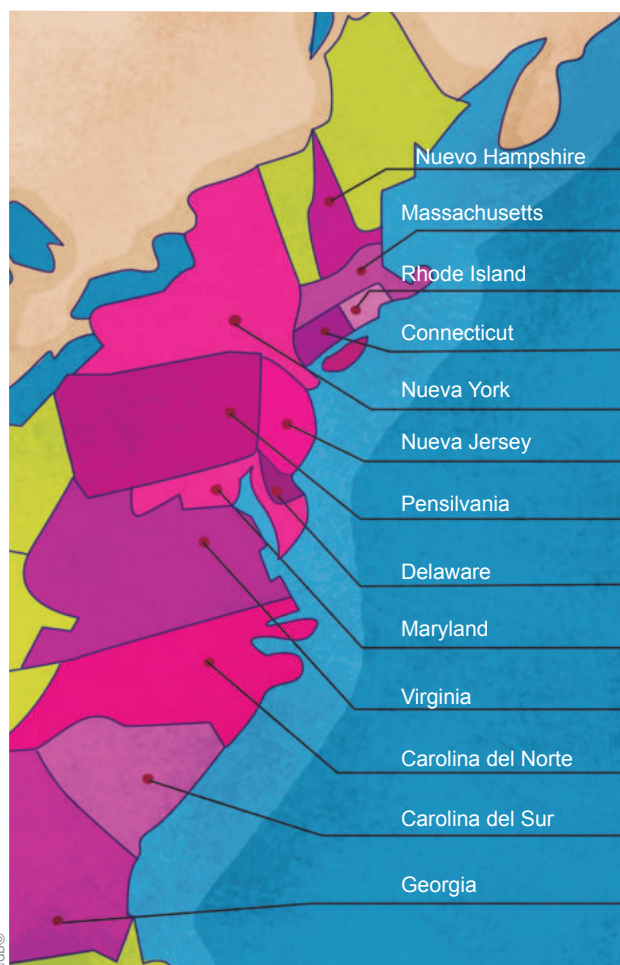 Nuevo Hampshire
Massachusetts
Rhode Island
Connecticut
Nueva York
Nueva Jersey
Pensilvania
Delaware
Maryland
Virginia
Carolina del Norte
Carolina del Sur
Georgia